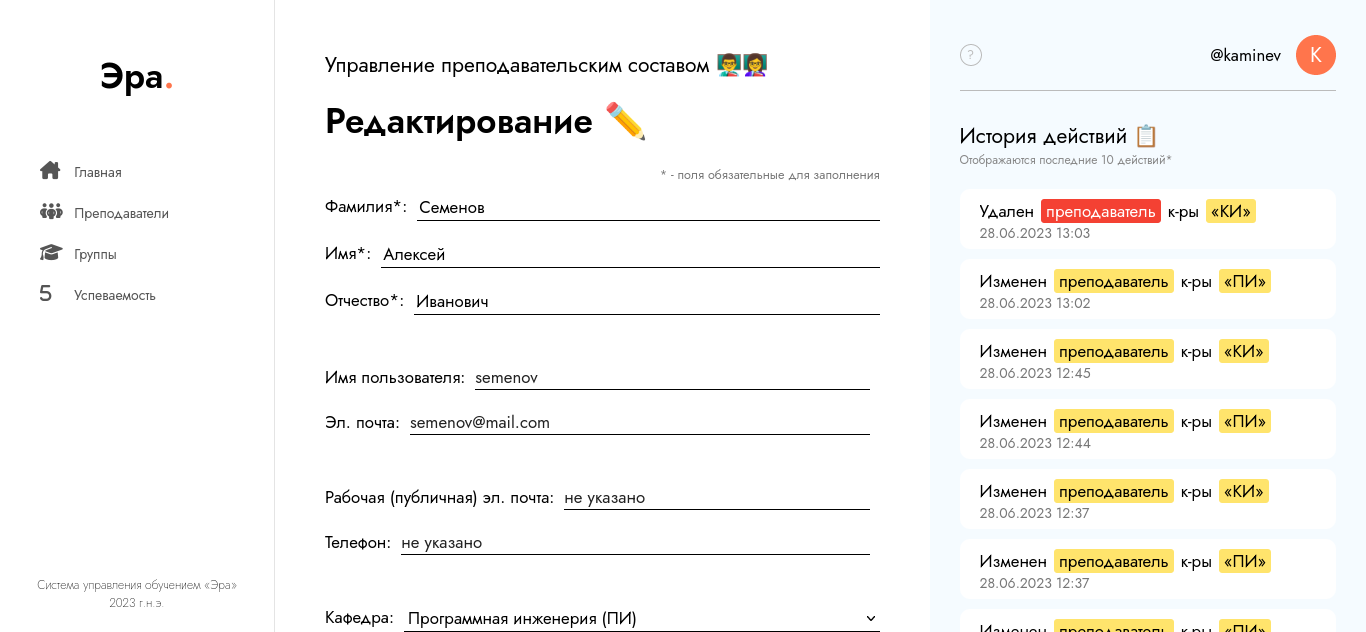 Эра.
Главная
Преподаватели
Группы
5 Успеваемость
Система управления обучением «Эра»
2023 г.н.э.
Управление преподавательским составом 👨‍🏫👩‍🏫
Редактирование ✏️
* - поля обязательные для заполнения
Фамилия*: Семенов
Имя*: Алексей
Отчество*: Иванович
Имя пользователя: semenov
Эл. почта: semenov@mail.com
Рабочая (публичная) эл. почта: не указано
Телефон: не указано
Кафедра: Программная инженерия (ПИ)
? @kaminev K
История действий 📋
Отображаются последние 10 действий*
Удален преподаватель к-ры «КИ»
28.06.2023 13:03
Изменен преподаватель к-ры «ПИ»
28.06.2023 13:02
Изменен преподаватель к-ры «КИ»
28.06.2023 12:45
Изменен преподаватель к-ры «ПИ»
28.06.2023 12:44
Изменен преподаватель к-ры «КИ»
28.06.2023 12:37
Изменен преподаватель к-ры «ПИ»
28.06.2023 12:37
Изменен преподаватель к-ры «ПИ»